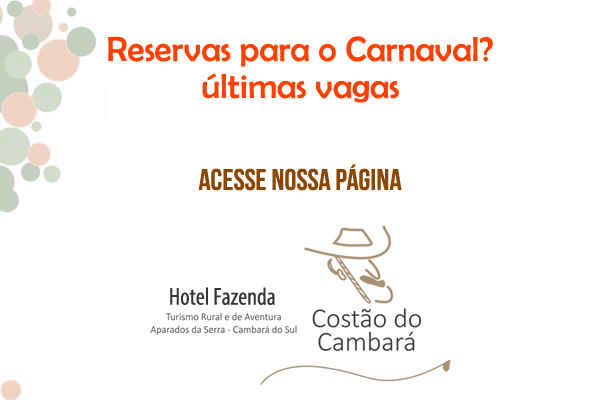 Reservas para o Carnaval?
últimas vagas
ACESSE NOSSA PÁGINA
Hotel Fazenda
Turismo Rural e de Aventura
Aparados da Serra - Cambará do Sul
Costão do
Cambará